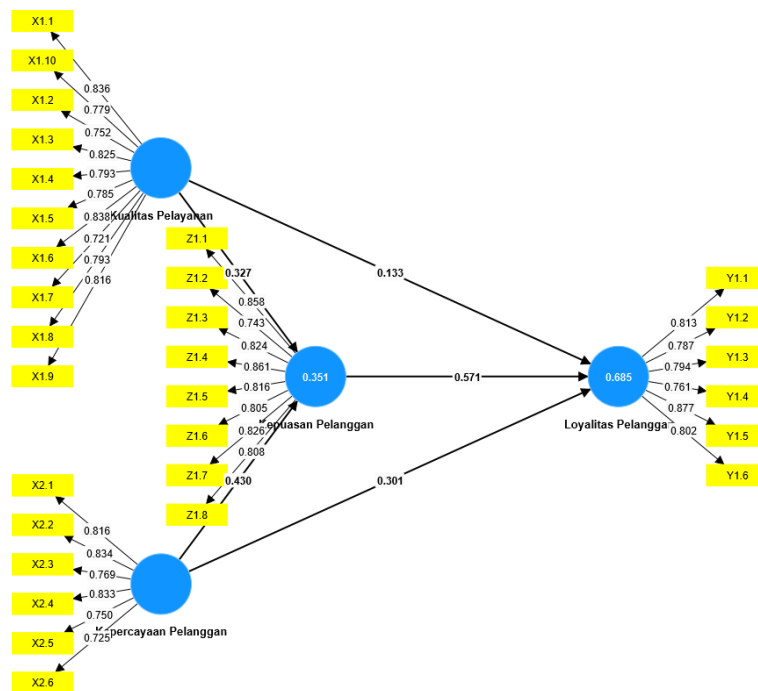 X1.1
X1.10
X1.2
X1.3
X1.4
X1.5
X1.6
X1.7
X1.8
X1.9
0.836
0.779
0.752
0.825
0.793
0.785
0.838
0.721
0.793
0.816
Kualitas Pelayanan
Z1.1
Z1.2
Z1.3
Z1.4
Z1.5
Z1.6
Z1.7
Z1.8
0.327
0.858
0.743
0.824
0.861
0.816
0.805
0.826
0.808
0.430
0.351
Kepuasan Pelanggan
0.133
0.571
0.301
0.685
Loyalitas Pelanggan
0.813
0.787
0.794
0.761
0.877
0.802
Y1.1
Y1.2
Y1.3
Y1.4
Y1.5
Y1.6
X2.1
X2.2
X2.3
X2.4
X2.5
X2.6
0.816
0.834
0.769
0.833
0.750
0.725
Kepercayaan Pelanggan